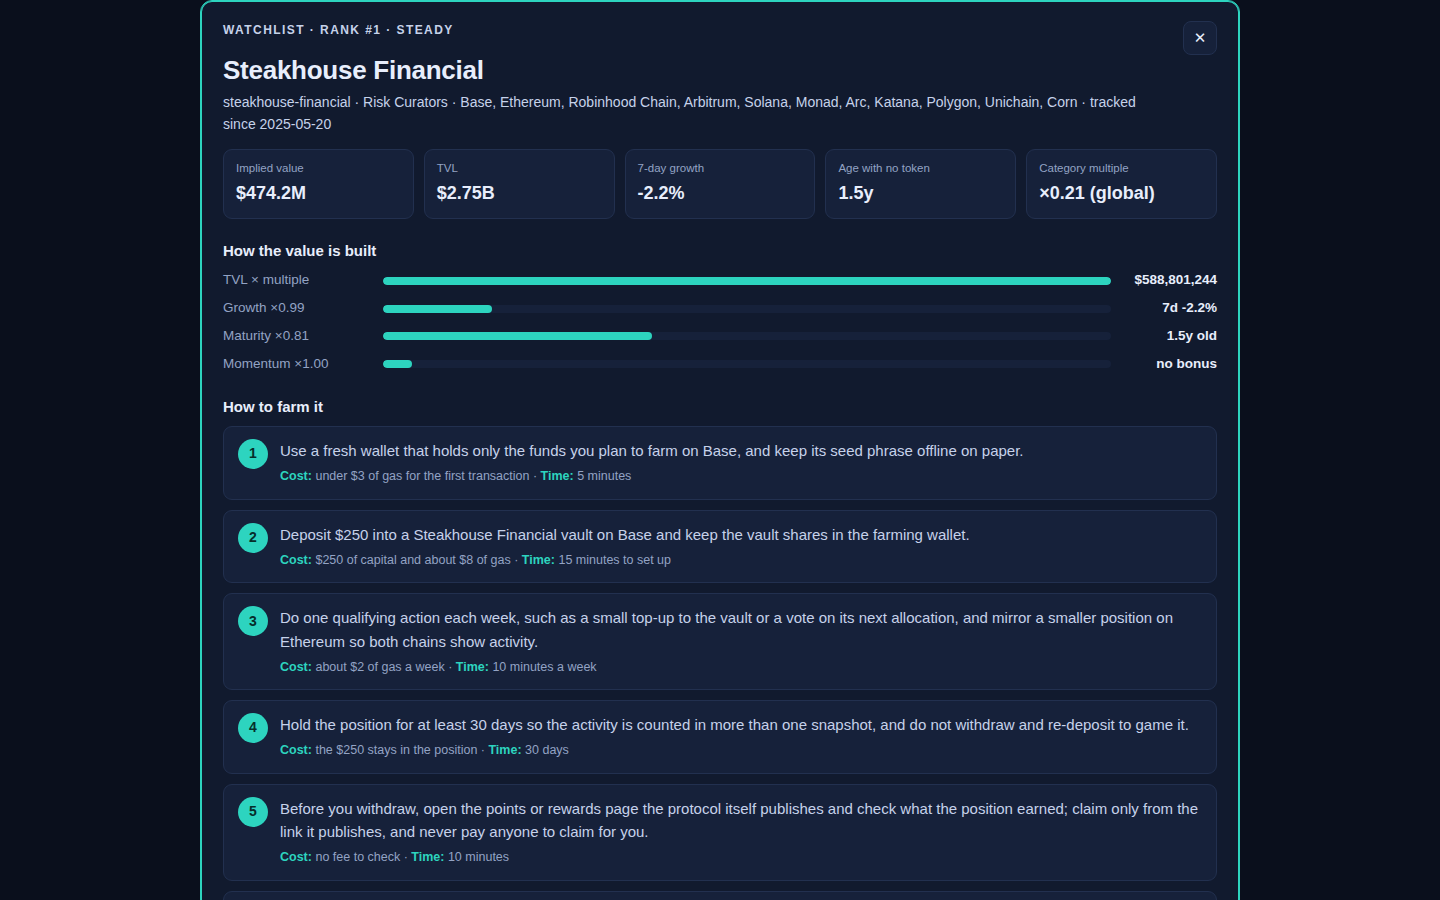 WATCHLIST · RANK #1 · STEADY
✕
Steakhouse Financial
steakhouse-financial · Risk Curators · Base, Ethereum, Robinhood Chain, Arbitrum, Solana, Monad, Arc, Katana, Polygon, Unichain, Corn · tracked
since 2025-05-20
Implied value
$474.2M
TVL
$2.75B
7-day growth
-2.2%
Age with no token
1.5y
Category multiple
×0.21 (global)
How the value is built
TVL × multiple $588,801,244
Growth ×0.99 7d -2.2%
Maturity ×0.81 1.5y old
Momentum ×1.00 no bonus
How to farm it
1 Use a fresh wallet that holds only the funds you plan to farm on Base, and keep its seed phrase offline on paper.
Cost: under $3 of gas for the first transaction · Time: 5 minutes
2 Deposit $250 into a Steakhouse Financial vault on Base and keep the vault shares in the farming wallet.
Cost: $250 of capital and about $8 of gas · Time: 15 minutes to set up
3 Do one qualifying action each week, such as a small top-up to the vault or a vote on its next allocation, and mirror a smaller position on
Ethereum so both chains show activity.
Cost: about $2 of gas a week · Time: 10 minutes a week
4 Hold the position for at least 30 days so the activity is counted in more than one snapshot, and do not withdraw and re-deposit to game it.
Cost: the $250 stays in the position · Time: 30 days
5 Before you withdraw, open the points or rewards page the protocol itself publishes and check what the position earned; claim only from the
link it publishes, and never pay anyone to claim for you.
Cost: no fee to check · Time: 10 minutes